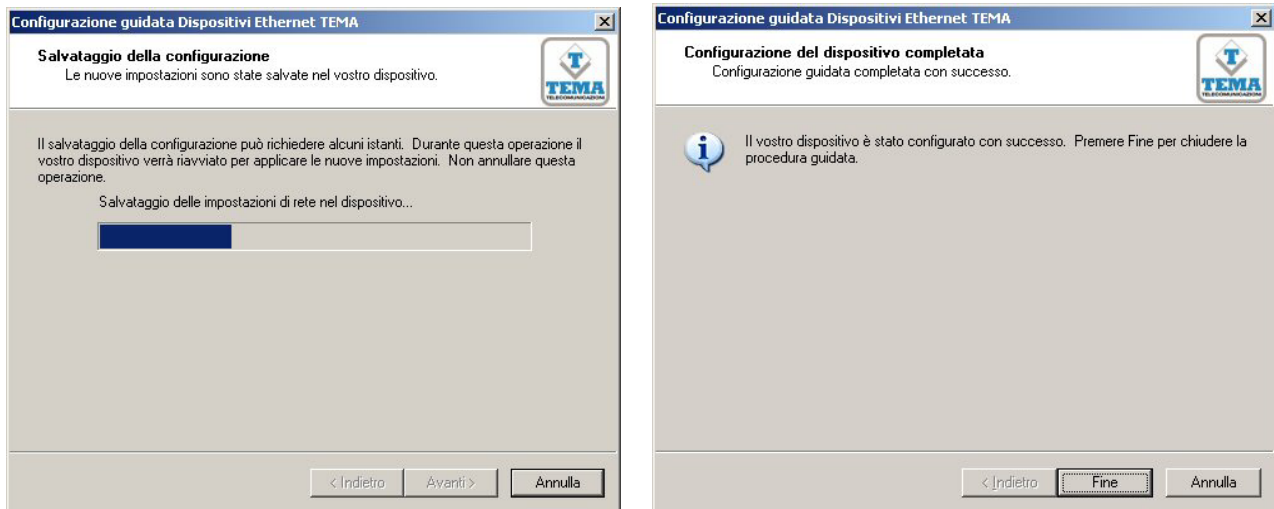 Configurazione guidata Dispositivi Ethernet TEMA
Salvataggio della configurazione
Le nuove impostazioni sono state salvate nel vostro dispositivo.
T
TEMA
TELECOMUNICAZIONI
Il salvataggio della configurazione può richiedere alcuni istanti. Durante questa operazione il
vostro dispositivo verrà riavviato per applicare le nuove impostazioni. Non annullare questa
operazione.
Salvataggio delle impostazioni di rete nel dispositivo...
< Indietro
Avanti >
Annulla
Configurazione guidata Dispositivi Ethernet TEMA
Configurazione del dispositivo completata
Configurazione guidata completata con successo.
T
TEMA
TELECOMUNICAZIONI
Il vostro dispositivo è stato configurato con successo. Premere Fine per chiudere la
procedura guidata.
< Indietro
Fine
Annulla